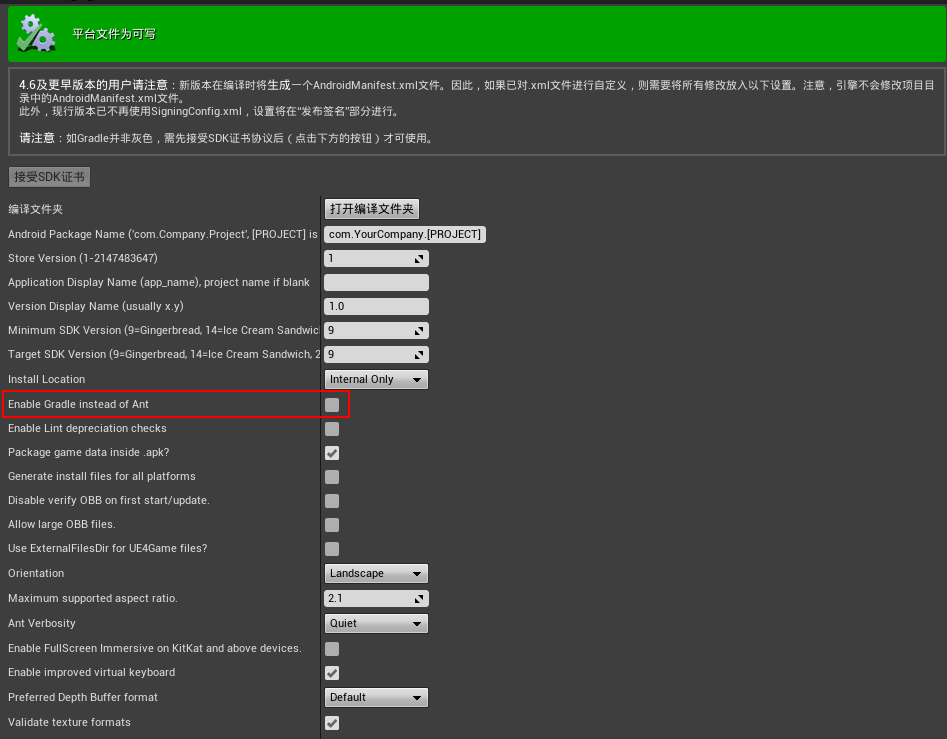 平台文件为可写
4.6及更早版本的用户请注意：新版本在编译时将生成一个AndroidManifest.xml文件。因此，如果已对.xml文件进行自定义，则需要将所有修改放入以下设置。注意，引擎不会修改项目目
录中的AndroidManifest.xml文件。
此外，现行版本已不再使用SigningConfig.xml，设置将在“发布签名”部分进行。
请注意：如Gradle并非灰色，需先接受SDK证书协议后（点击下方的按钮）才可使用。
接受SDK证书
编译文件夹 打开编译文件夹
Android Package Name ('com.Company.Project', [PROJECT] is com.YourCompany.[PROJECT]
Store Version (1-2147483647) 1
Application Display Name (app_name), project name if blank
Version Display Name (usually x.y) 1.0
Minimum SDK Version (9=Gingerbread, 14=Ice Cream Sandwic 9
Target SDK Version (9=Gingerbread, 14=Ice Cream Sandwich, 2 9
Install Location Internal Only
Enable Gradle instead of Ant
Enable Lint depreciation checks
Package game data inside .apk?
Generate install files for all platforms
Disable verify OBB on first start/update.
Allow large OBB files.
Use ExternalFilesDir for UE4Game files?
Orientation Landscape
Maximum supported aspect ratio. 2.1
Ant Verbosity Quiet
Enable FullScreen Immersive on KitKat and above devices.
Enable improved virtual keyboard
Preferred Depth Buffer format Default
Validate texture formats